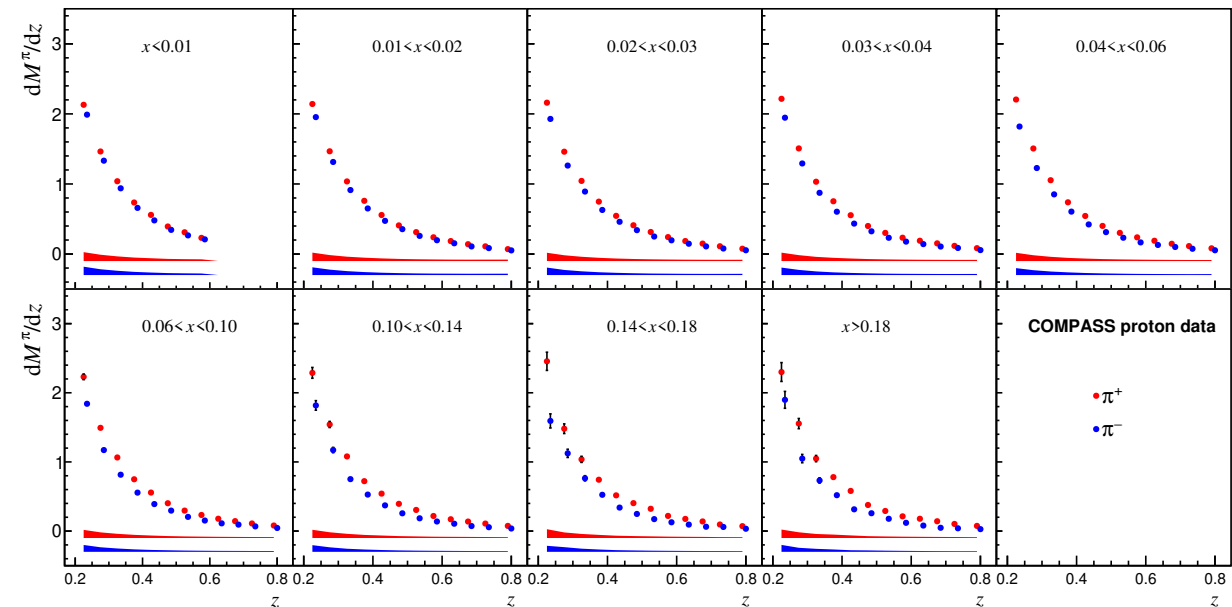 x<0.01
0.01<x<0.02
0.02<x<0.03
0.03<x<0.04
0.04<x<0.06
dM^π/dz
3
2
1
0
0.06<x<0.10
0.10<x<0.14
0.14<x<0.18
x>0.18
COMPASS proton data
π⁺
π⁻
dM^π/dz
3
2
1
0
0.2 0.4 0.6 0.2 0.4 0.6 0.8 0.2 0.4 0.6 0.8 0.2 0.4 0.6 0.8 0.2 0.4 0.6 0.8
z z z z z